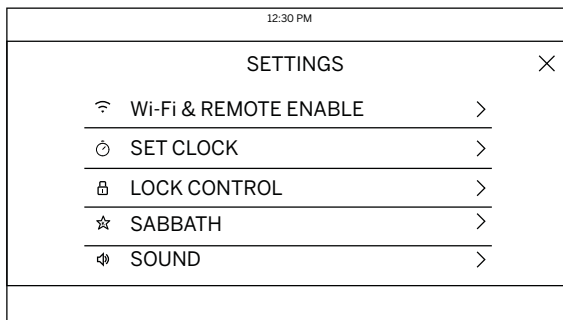 12:30 PM
SETTINGS
Wi-Fi & REMOTE ENABLE
SET CLOCK
LOCK CONTROL
SABBATH
SOUND